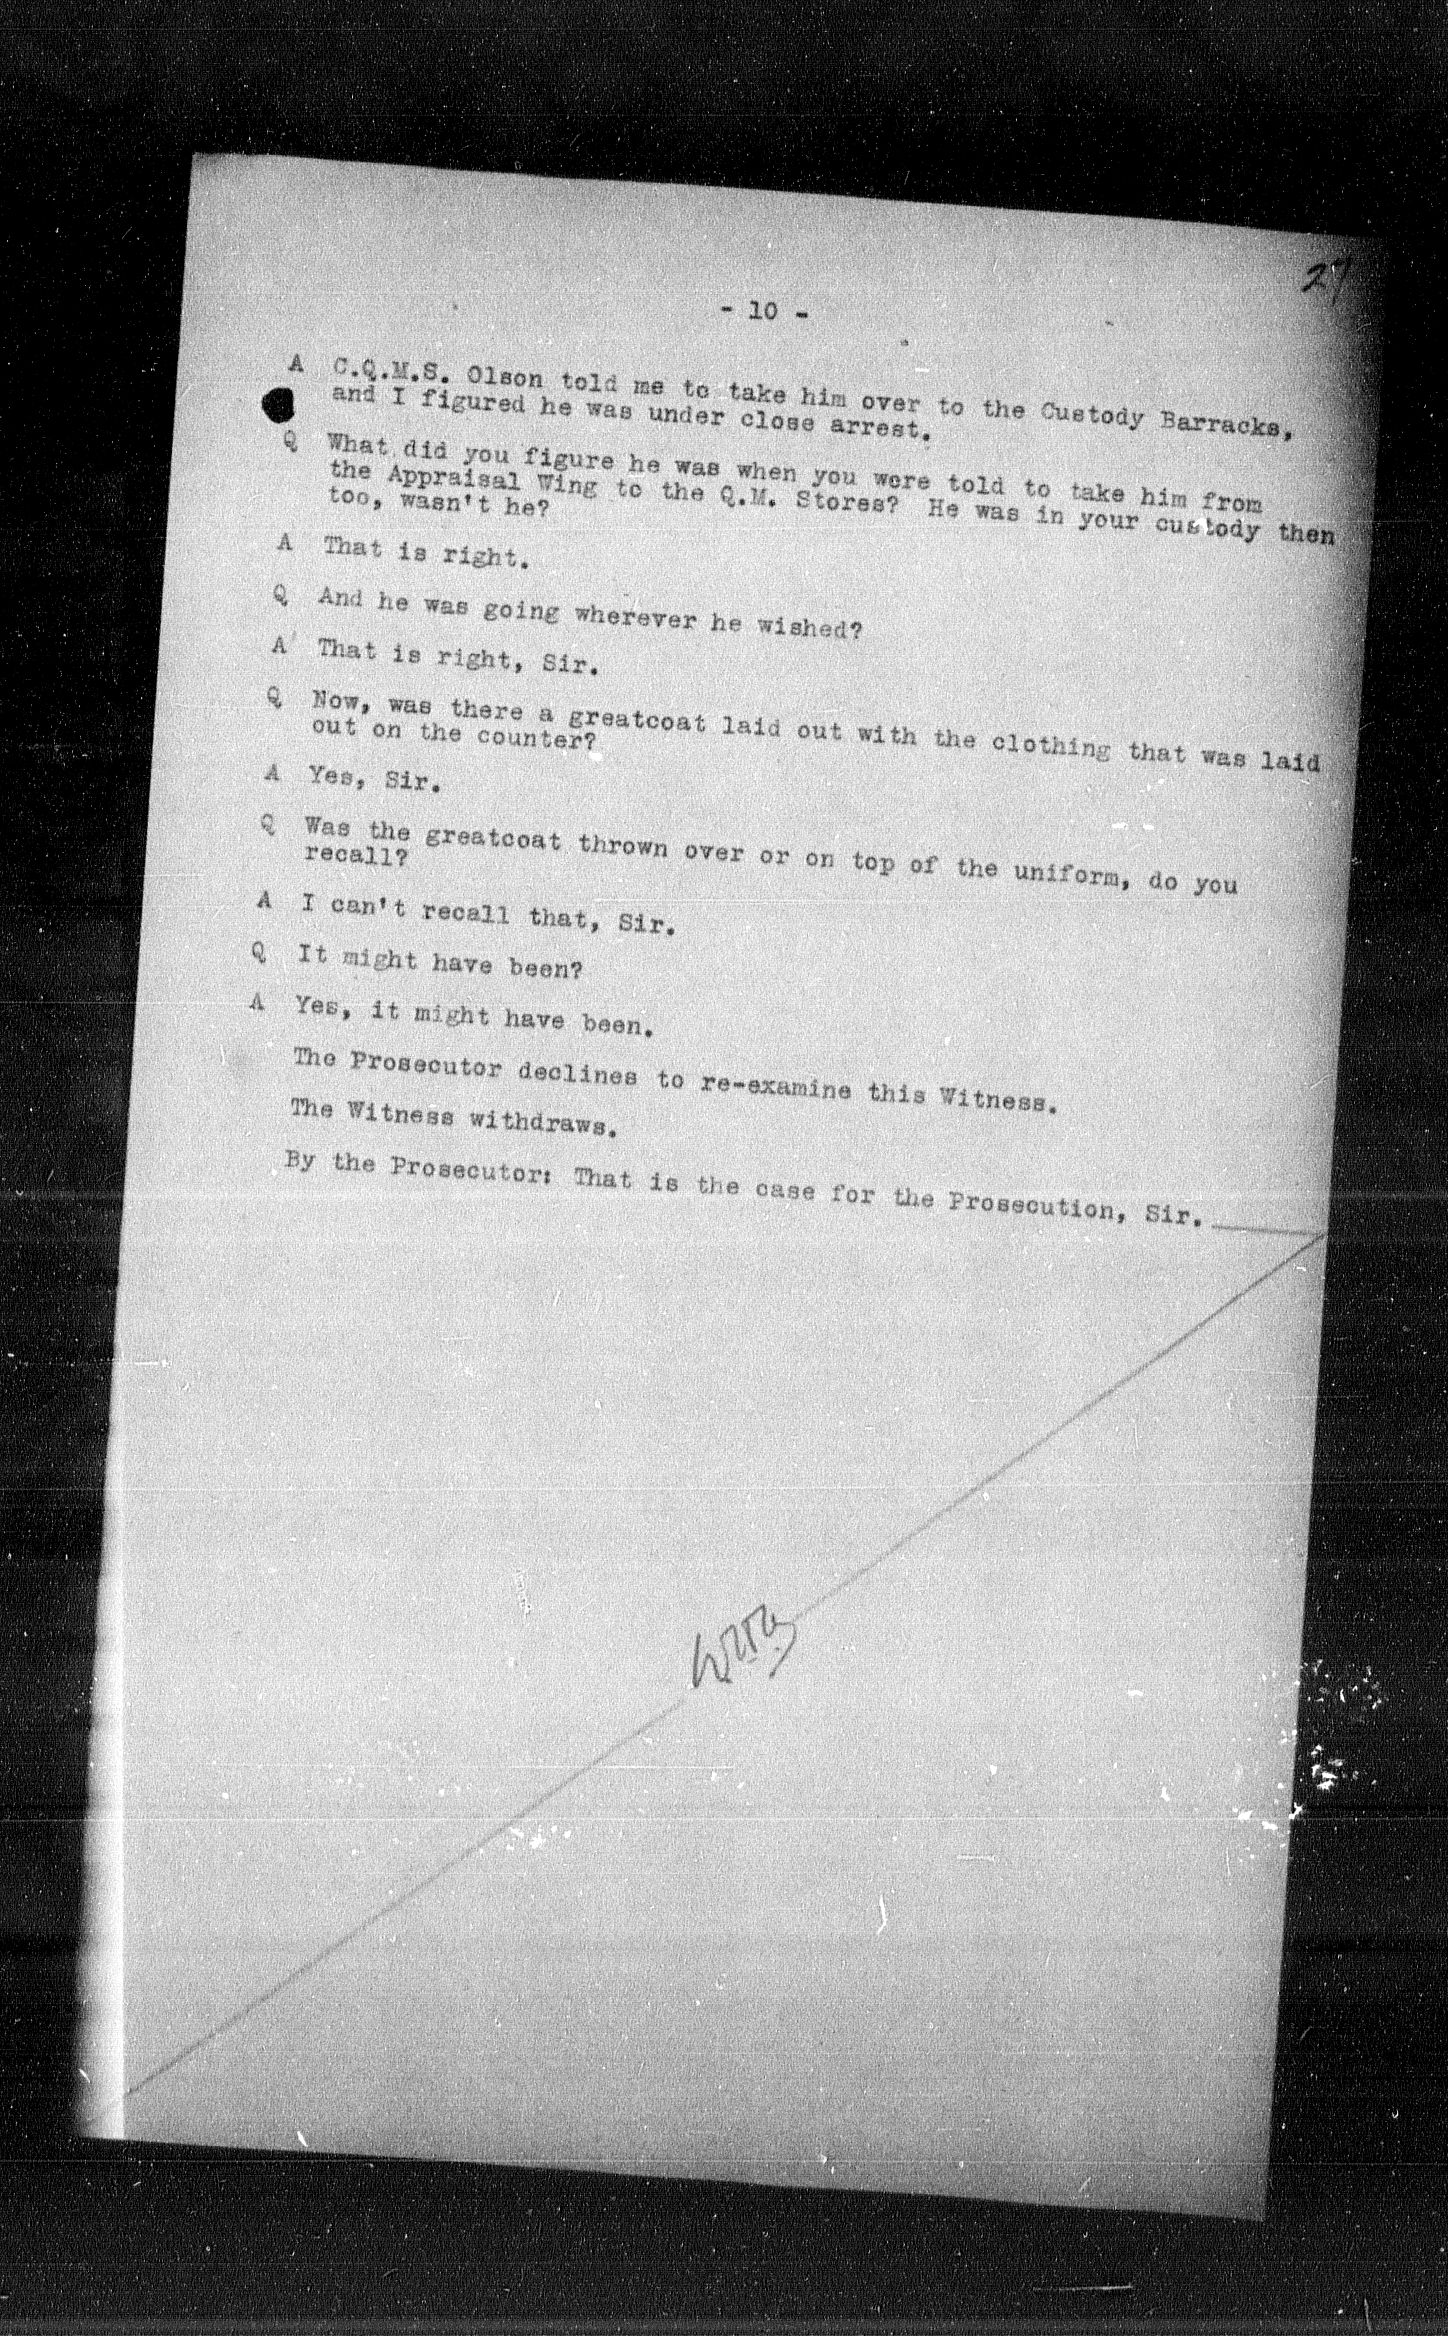 27
- 10 -
A C.Q.M.S. Olson told me to take him over to the Custody Barracks,
and I figured he was under close arrest.
Q What did you figure he was when you were told to take him from
the Appraisal Wing to the Q.M. Stores? He was in your custody then
too, wasn't he?
A That is right.
Q And he was going wherever he wished?
A That is right, Sir.
Q Now, was there a greatcoat laid out with the clothing that was laid
out on the counter?
A Yes, Sir.
Q Was the greatcoat thrown over or on top of the uniform, do you
recall?
A I can't recall that, Sir.
Q It might have been?
A Yes, it might have been.
The Prosecutor declines to re-examine this Witness.
The Witness withdraws.
By the Prosecutor: That is the case for the Prosecution, Sir.